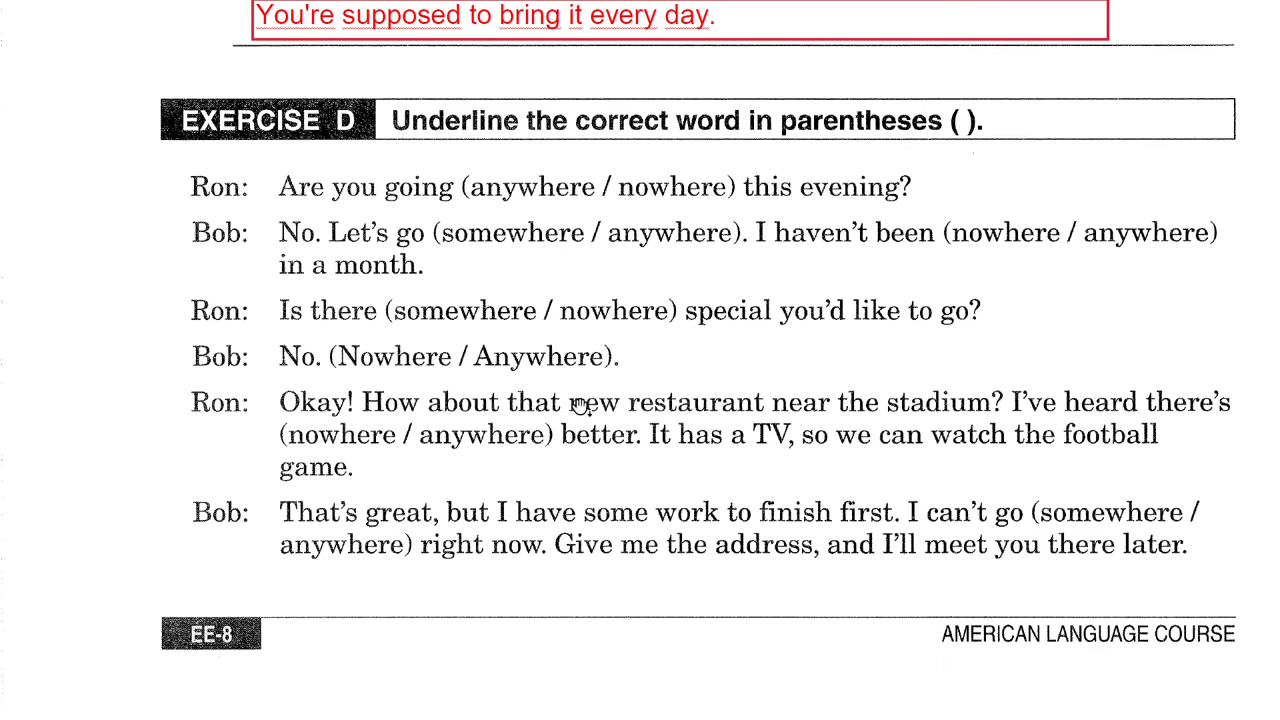 You're supposed to bring it every day.
EXERCISE D Underline the correct word in parentheses ( ).
Ron: Are you going (anywhere / nowhere) this evening?
Bob: No. Let's go (somewhere / anywhere). I haven't been (nowhere / anywhere)
in a month.
Ron: Is there (somewhere / nowhere) special you'd like to go?
Bob: No. (Nowhere / Anywhere).
Ron: Okay! How about that new restaurant near the stadium? I've heard there's
(nowhere / anywhere) better. It has a TV, so we can watch the football
game.
Bob: That's great, but I have some work to finish first. I can't go (somewhere /
anywhere) right now. Give me the address, and I'll meet you there later.
EE-8 AMERICAN LANGUAGE COURSE